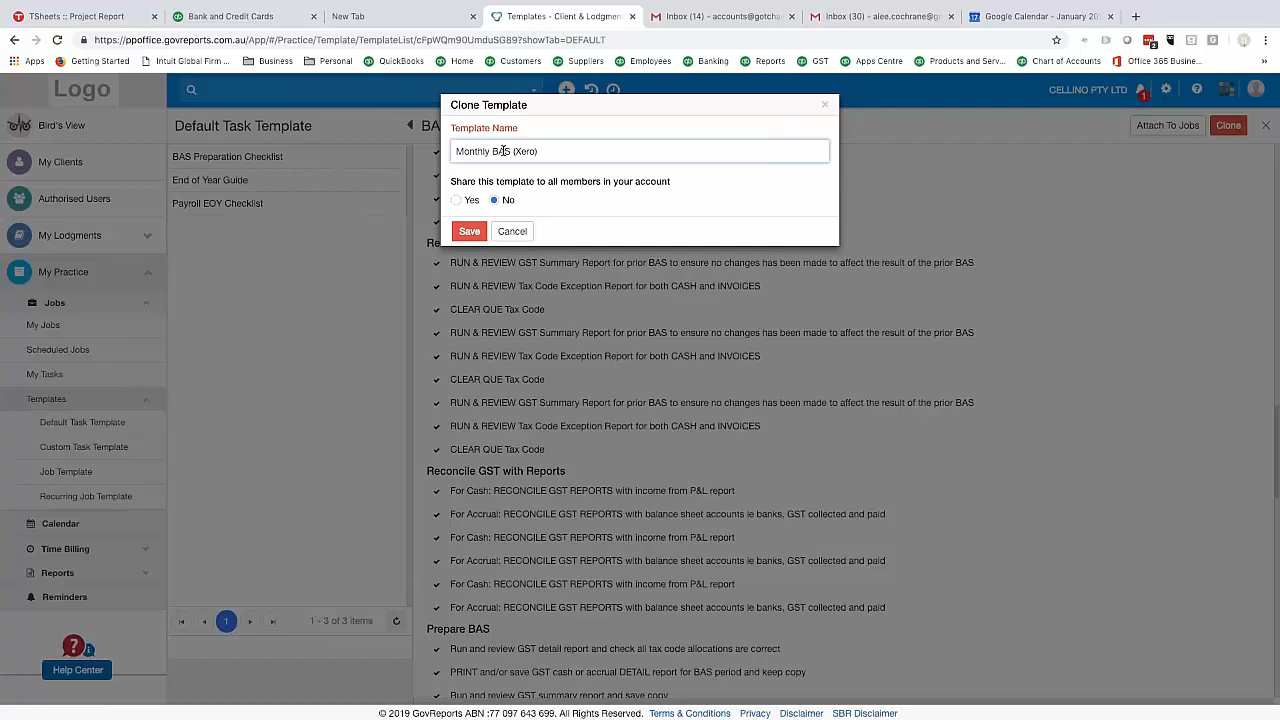 TSheets :: Project Report
Bank and Credit Cards
New Tab
Templates - Client & Lodgment
Inbox (14) - accounts@gotcha
Inbox (30) - alee.cochrane@g
Google Calendar - January 20
https://ppoffice.govreports.com.au/App/#/Practice/Template/TemplateList/cFpWQm90UmduSG89?showTab=DEFAULT
Apps
Getting Started
Intuit Global Firm ...
Business
Personal
QuickBooks
Home
Customers
Suppliers
Employees
Banking
Reports
GST
Apps Centre
Products and Serv...
Chart of Accounts
Office 365 Busine...
Logo
CELLINO PTY LTD
1
Bird's View
My Clients
Authorised Users
My Lodgments
My Practice
Jobs
My Jobs
Scheduled Jobs
My Tasks
Templates
Default Task Template
Custom Task Template
Job Template
Recurring Job Template
Calendar
Time Billing
Reports
Reminders
Help Center
Default Task Template
BAS Preparation Checklist
End of Year Guide
Payroll EOY Checklist
1
1 - 3 of 3 items
BA
Attach To Jobs
Clone
Clone Template
Template Name
Monthly BAS (Xero)
Share this template to all members in your account
Yes
No
Save
Cancel
Re
RUN & REVIEW GST Summary Report for prior BAS to ensure no changes has been made to affect the result of the prior BAS
RUN & REVIEW Tax Code Exception Report for both CASH and INVOICES
CLEAR QUE Tax Code
RUN & REVIEW GST Summary Report for prior BAS to ensure no changes has been made to affect the result of the prior BAS
RUN & REVIEW Tax Code Exception Report for both CASH and INVOICES
CLEAR QUE Tax Code
RUN & REVIEW GST Summary Report for prior BAS to ensure no changes has been made to affect the result of the prior BAS
RUN & REVIEW Tax Code Exception Report for both CASH and INVOICES
CLEAR QUE Tax Code
Reconcile GST with Reports
For Cash: RECONCILE GST REPORTS with income from P&L report
For Accrual: RECONCILE GST REPORTS with balance sheet accounts ie banks, GST collected and paid
For Cash: RECONCILE GST REPORTS with income from P&L report
For Accrual: RECONCILE GST REPORTS with balance sheet accounts ie banks, GST collected and paid
For Cash: RECONCILE GST REPORTS with income from P&L report
For Accrual: RECONCILE GST REPORTS with balance sheet accounts ie banks, GST collected and paid
Prepare BAS
Run and review GST detail report and check all tax code allocations are correct
PRINT and/or save GST cash or accrual DETAIL report for BAS period and keep copy
Run and review GST summary report and save copy
© 2019 GovReports ABN :77 097 643 699. All Rights Reserved. Terms & Conditions Privacy Disclaimer SBR Disclaimer